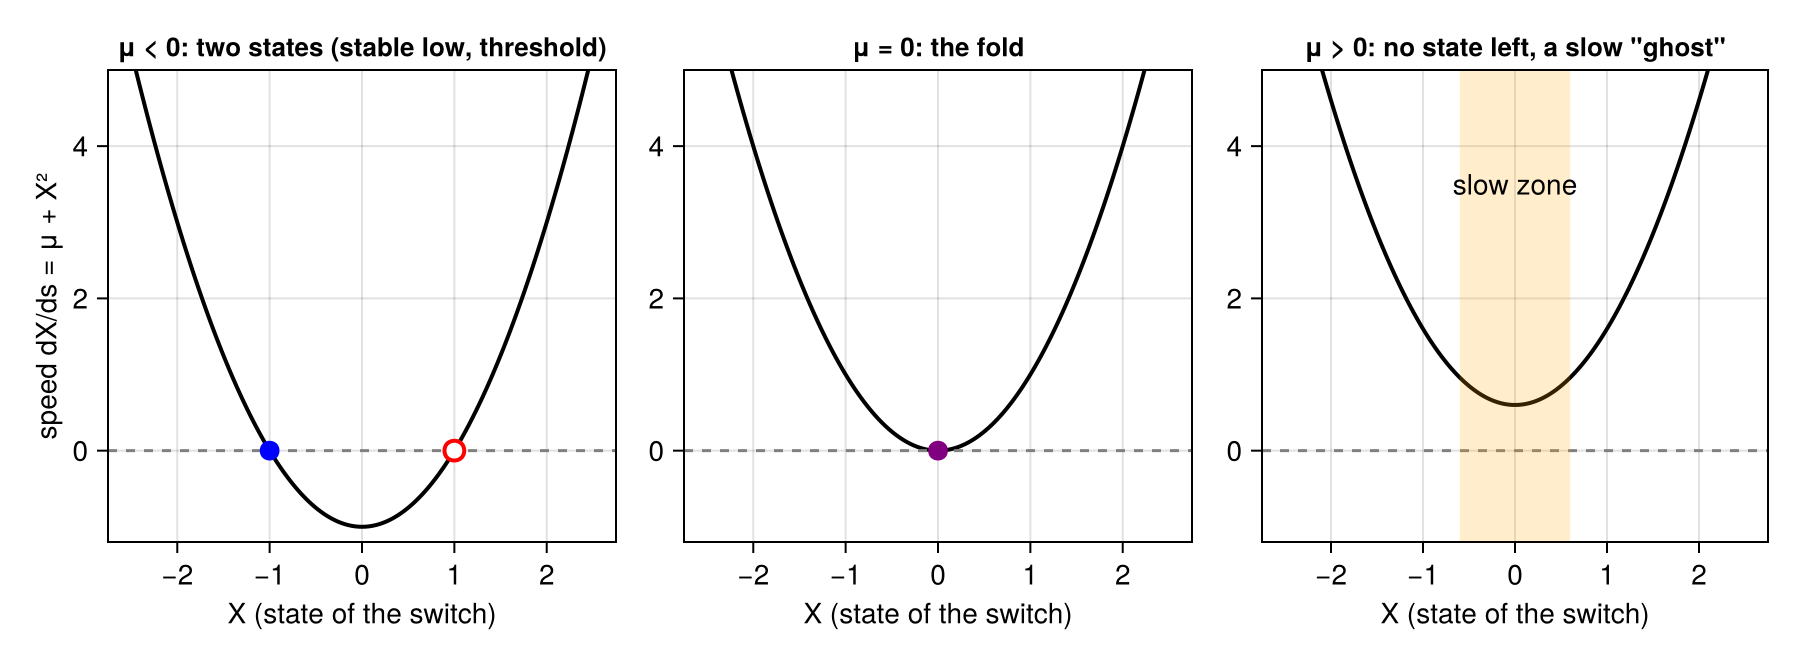 μ < 0: two states (stable low, threshold)
speed dX/ds = μ + X²
4
2
0
−2 −1 0 1 2
X (state of the switch)
μ = 0: the fold
4
2
0
−2 −1 0 1 2
X (state of the switch)
μ > 0: no state left, a slow "ghost"
slow zone
4
2
0
−2 −1 0 1 2
X (state of the switch)